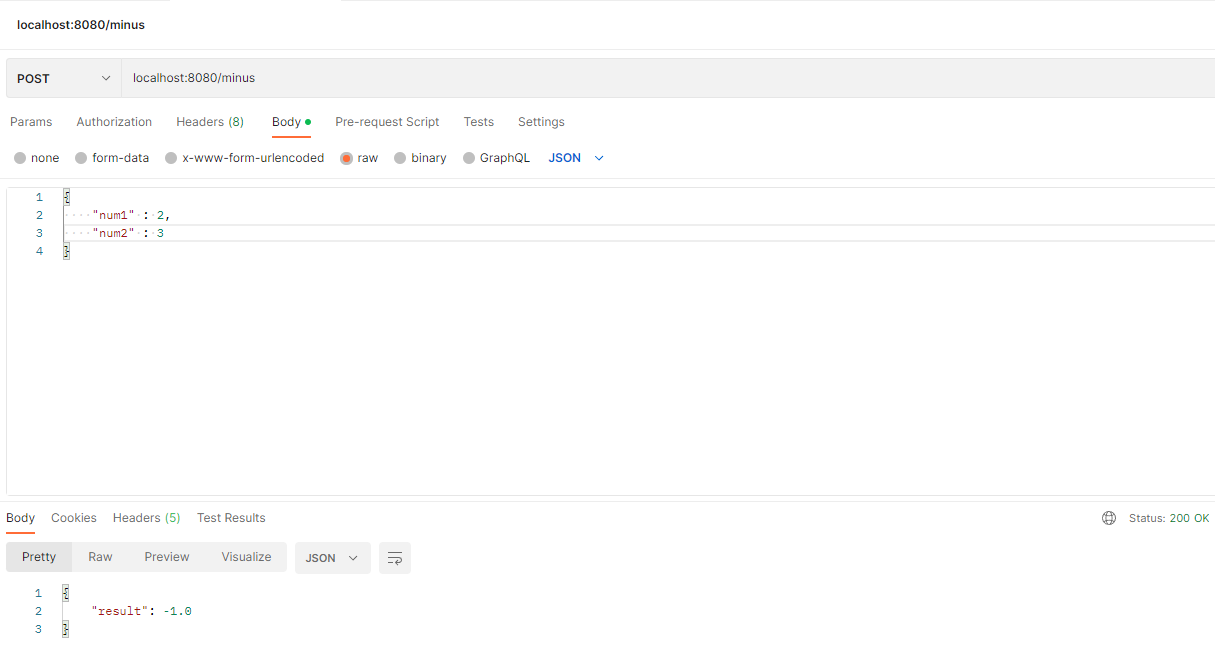 localhost:8080/minus
POST localhost:8080/minus
Params Authorization Headers (8) Body Pre-request Script Tests Settings
none form-data x-www-form-urlencoded raw binary GraphQL JSON
1 {
2 "num1" : 2,
3 "num2" : 3
4 }
Body Cookies Headers (5) Test Results Status: 200 OK
Pretty Raw Preview Visualize JSON
1 {
2 "result": -1.0
3 }